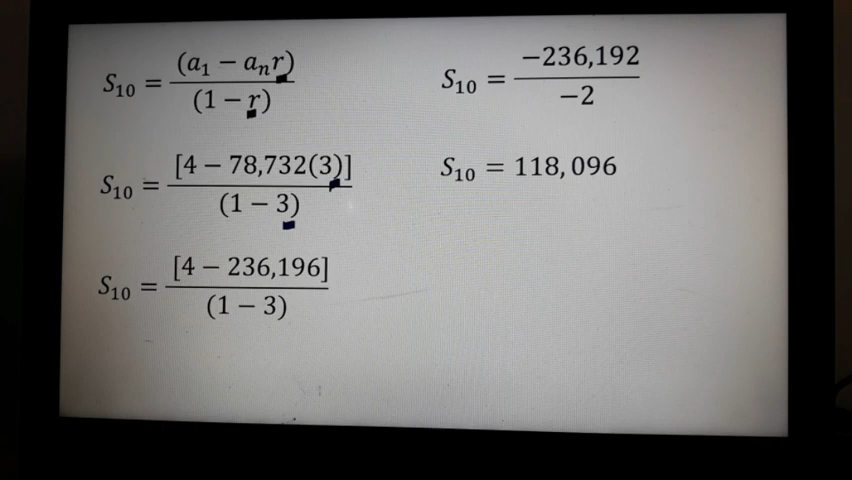 S₁₀ = (a₁ − aₙr) / (1 − r)
S₁₀ = [4 − 78,732(3)] / (1 − 3)
S₁₀ = [4 − 236,196] / (1 − 3)
S₁₀ = −236,192 / −2
S₁₀ = 118,096